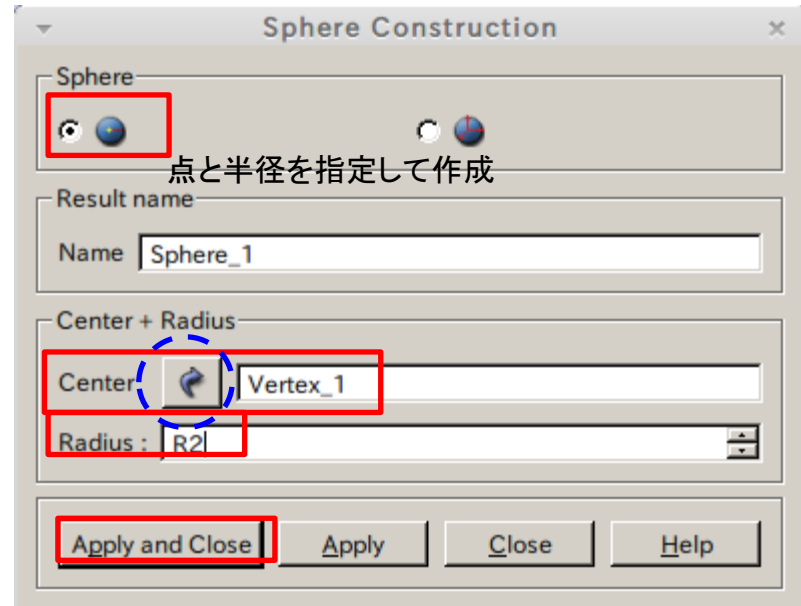 Sphere Construction
Sphere
点と半径を指定して作成
Result name
Name Sphere_1
Center + Radius
Center Vertex_1
Radius : R2
Apply and Close Apply Close Help